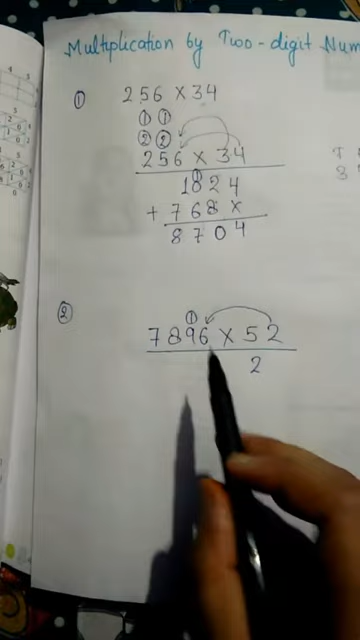 Multiplication by Two-digit Num
① 256 × 34
① ①
② ②
256 × 34
①
1824
+ 768×
8704
②
①
7896 × 52
2